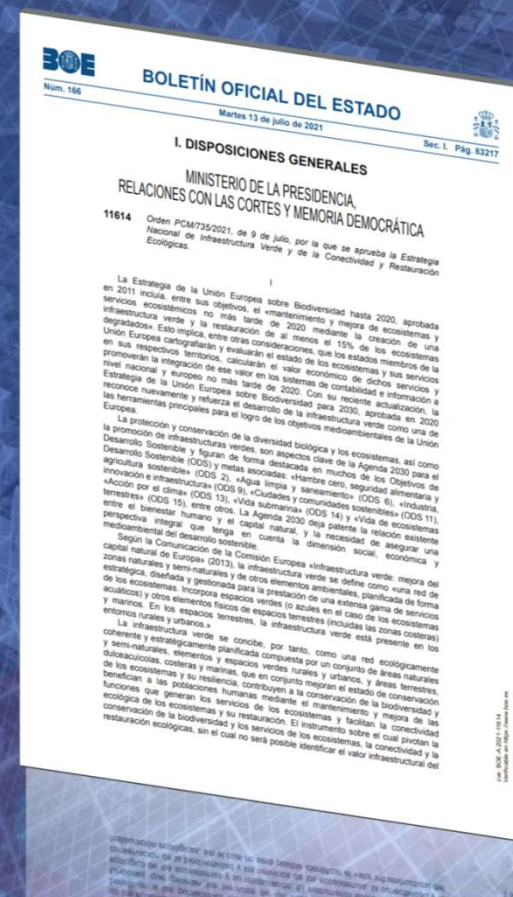 BOE
BOLETÍN OFICIAL DEL ESTADO
Núm. 166
Martes 13 de julio de 2021
Sec. I. Pág. 83217
I. DISPOSICIONES GENERALES
MINISTERIO DE LA PRESIDENCIA,
RELACIONES CON LAS CORTES Y MEMORIA DEMOCRÁTICA
11614
Orden PCM/735/2021, de 9 de julio, por la que se aprueba la Estrategia
Nacional de Infraestructura Verde y de la Conectividad y Restauración
Ecológicas.
I
La Estrategia de la Unión Europea sobre Biodiversidad hasta 2020, aprobada
en 2011 incluía, entre sus objetivos, el «mantenimiento y mejora de ecosistemas y
servicios ecosistémicos no más tarde de 2020 mediante la creación de una
infraestructura verde y la restauración de al menos el 15% de los ecosistemas
degradados». Esto implica, entre otras consideraciones, que los estados miembros de la
Unión Europea cartografiarán y evaluarán el estado de los ecosistemas y sus servicios
en sus respectivos territorios, calcularán el valor económico de dichos servicios y
promoverán la integración de ese valor en los sistemas de contabilidad e información a
nivel nacional y europeo no más tarde de 2020. Con su reciente actualización, la
Estrategia de la Unión Europea sobre Biodiversidad para 2030, aprobada en 2020
reconoce nuevamente y refuerza el desarrollo de la infraestructura verde como una de
las herramientas principales para el logro de los objetivos medioambientales de la Unión
Europea.
La protección y conservación de la diversidad biológica y los ecosistemas, así como
la promoción de infraestructuras verdes, son aspectos clave de la Agenda 2030 para el
Desarrollo Sostenible y figuran de forma destacada en muchos de los Objetivos de
Desarrollo Sostenible (ODS) y metas asociadas: «Hambre cero, seguridad alimentaria y
agricultura sostenible» (ODS 2), «Agua limpia y saneamiento» (ODS 6), «Industria,
innovación e infraestructura» (ODS 9), «Ciudades y comunidades sostenibles» (ODS 11),
«Acción por el clima» (ODS 13), «Vida submarina» (ODS 14) y «Vida de ecosistemas
terrestres» (ODS 15), entre otros. La Agenda 2030 deja patente la relación existente
entre el bienestar humano y el capital natural, y la necesidad de asegurar una
perspectiva integral que tenga en cuenta la dimensión social, económica y
medioambiental del desarrollo sostenible.
Según la Comunicación de la Comisión Europea «Infraestructura verde: mejora del
capital natural de Europa» (2013), la infraestructura verde se define como «una red de
zonas naturales y semi-naturales y de otros elementos ambientales, planificada de forma
estratégica, diseñada y gestionada para la prestación de una extensa gama de servicios
de los ecosistemas. Incorpora espacios verdes (o azules en el caso de los ecosistemas
acuáticos) y otros elementos físicos de espacios terrestres (incluidas las zonas costeras)
y marinos. En los espacios terrestres, la infraestructura verde está presente en los
entornos rurales y urbanos.»
La infraestructura verde se concibe, por tanto, como una red ecológicamente
coherente y estratégicamente planificada compuesta por un conjunto de áreas naturales
y semi-naturales, elementos y espacios verdes rurales y urbanos, y áreas terrestres,
dulceacuícolas, costeras y marinas, que en conjunto mejoran el estado de conservación
de los ecosistemas y su resiliencia, contribuyen a la conservación de la biodiversidad y
benefician a las poblaciones humanas mediante el mantenimiento y mejora de las
funciones que generan los servicios de los ecosistemas y facilitan la conectividad
ecológica de los ecosistemas y su restauración. El instrumento sobre el cual pivotan la
conservación de la biodiversidad y los servicios de los ecosistemas, la conectividad y la
restauración ecológicas, sin el cual no será posible identificar el valor infraestructural del
cve: BOE-A-2021-11614
Verificable en https://www.boe.es